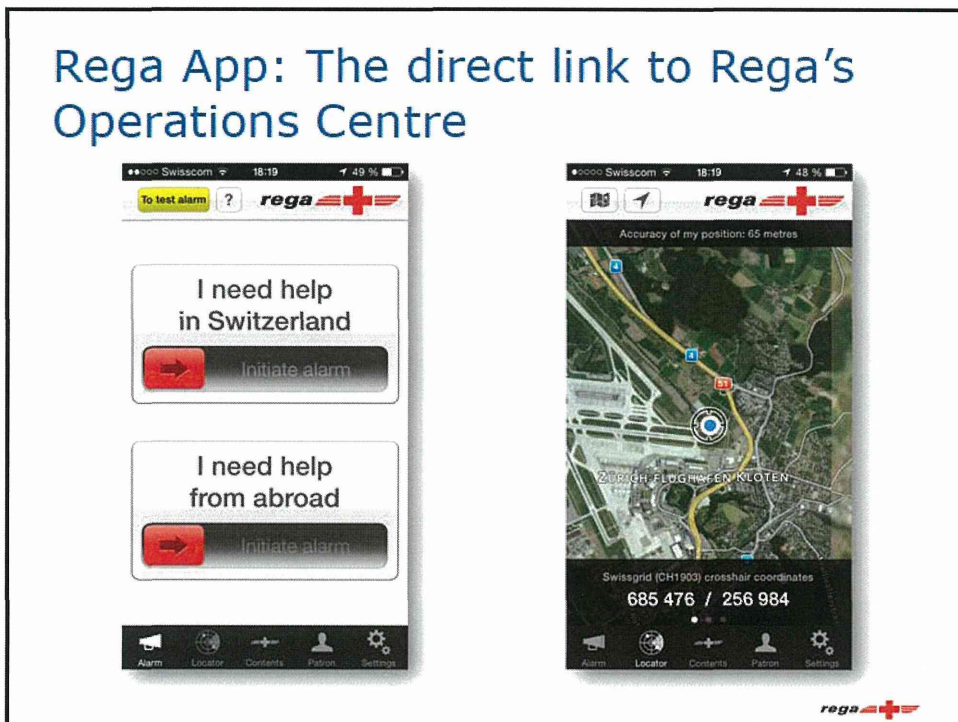 Rega App: The direct link to Rega's
Operations Centre
Swisscom 18:19 49 %
To test alarm ? rega
I need help
in Switzerland
Initiate alarm
I need help
from abroad
Initiate alarm
Alarm Locator Contents Patron Settings
Swisscom 18:19 48 %
rega
Accuracy of my position: 65 metres
4
4
51
ZÜRICH-FLUGHAFEN KLOTEN
Swissgrid (CH1903) crosshair coordinates
685 476 / 256 984
Alarm Locator Contents Patron Settings
rega